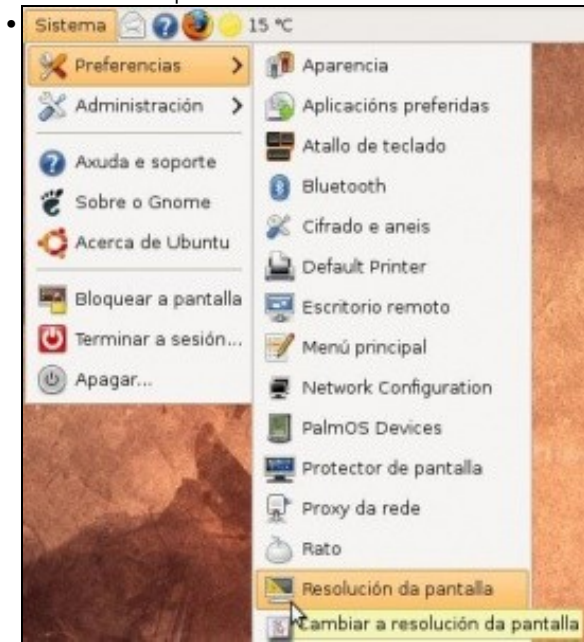 Sistema 15 °C
Preferencias
Administración
Axuda e soporte
Sobre o Gnome
Acerca de Ubuntu
Bloquear a pantalla
Terminar a sesión...
Apagar...
Aparencia
Aplicacións preferidas
Atallo de teclado
Bluetooth
Cifrado e aneis
Default Printer
Escritorio remoto
Menú principal
Network Configuration
PalmOS Devices
Protector de pantalla
Proxy da rede
Rato
Resolución da pantalla
Cambiar a resolución da pantalla